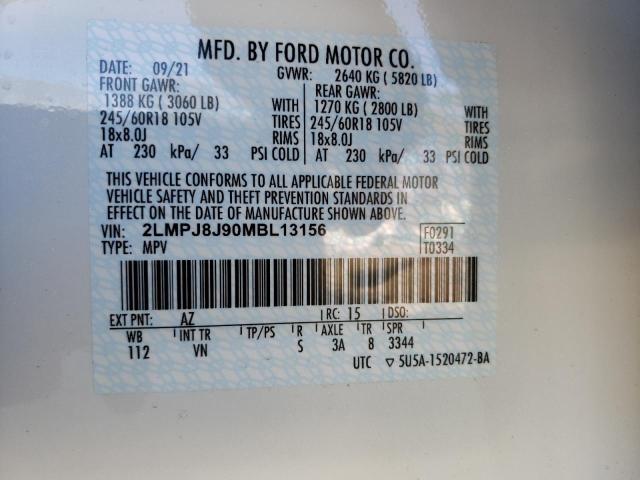 MFD. BY FORD MOTOR CO.
DATE: 09/21 GVWR: 2640 KG ( 5820 LB)
FRONT GAWR: REAR GAWR:
1388 KG ( 3060 LB) WITH 1270 KG ( 2800 LB) WITH
245/60R18 105V TIRES 245/60R18 105V TIRES
18x8.0J RIMS 18x8.0J RIMS
AT 230 kPa/ 33 PSI COLD AT 230 kPa/ 33 PSI COLD
THIS VEHICLE CONFORMS TO ALL APPLICABLE FEDERAL MOTOR
VEHICLE SAFETY AND THEFT PREVENTION STANDARDS IN
EFFECT ON THE DATE OF MANUFACTURE SHOWN ABOVE.
VIN: 2LMPJ8J90MBL13156 F0291
TYPE: MPV T0334
EXT PNT: AZ RC: 15 DSO:
WB INT TR TP/PS R AXLE TR SPR
112 VN S 3A 8 3344
UTC ▽ 5U5A-1520472-BA